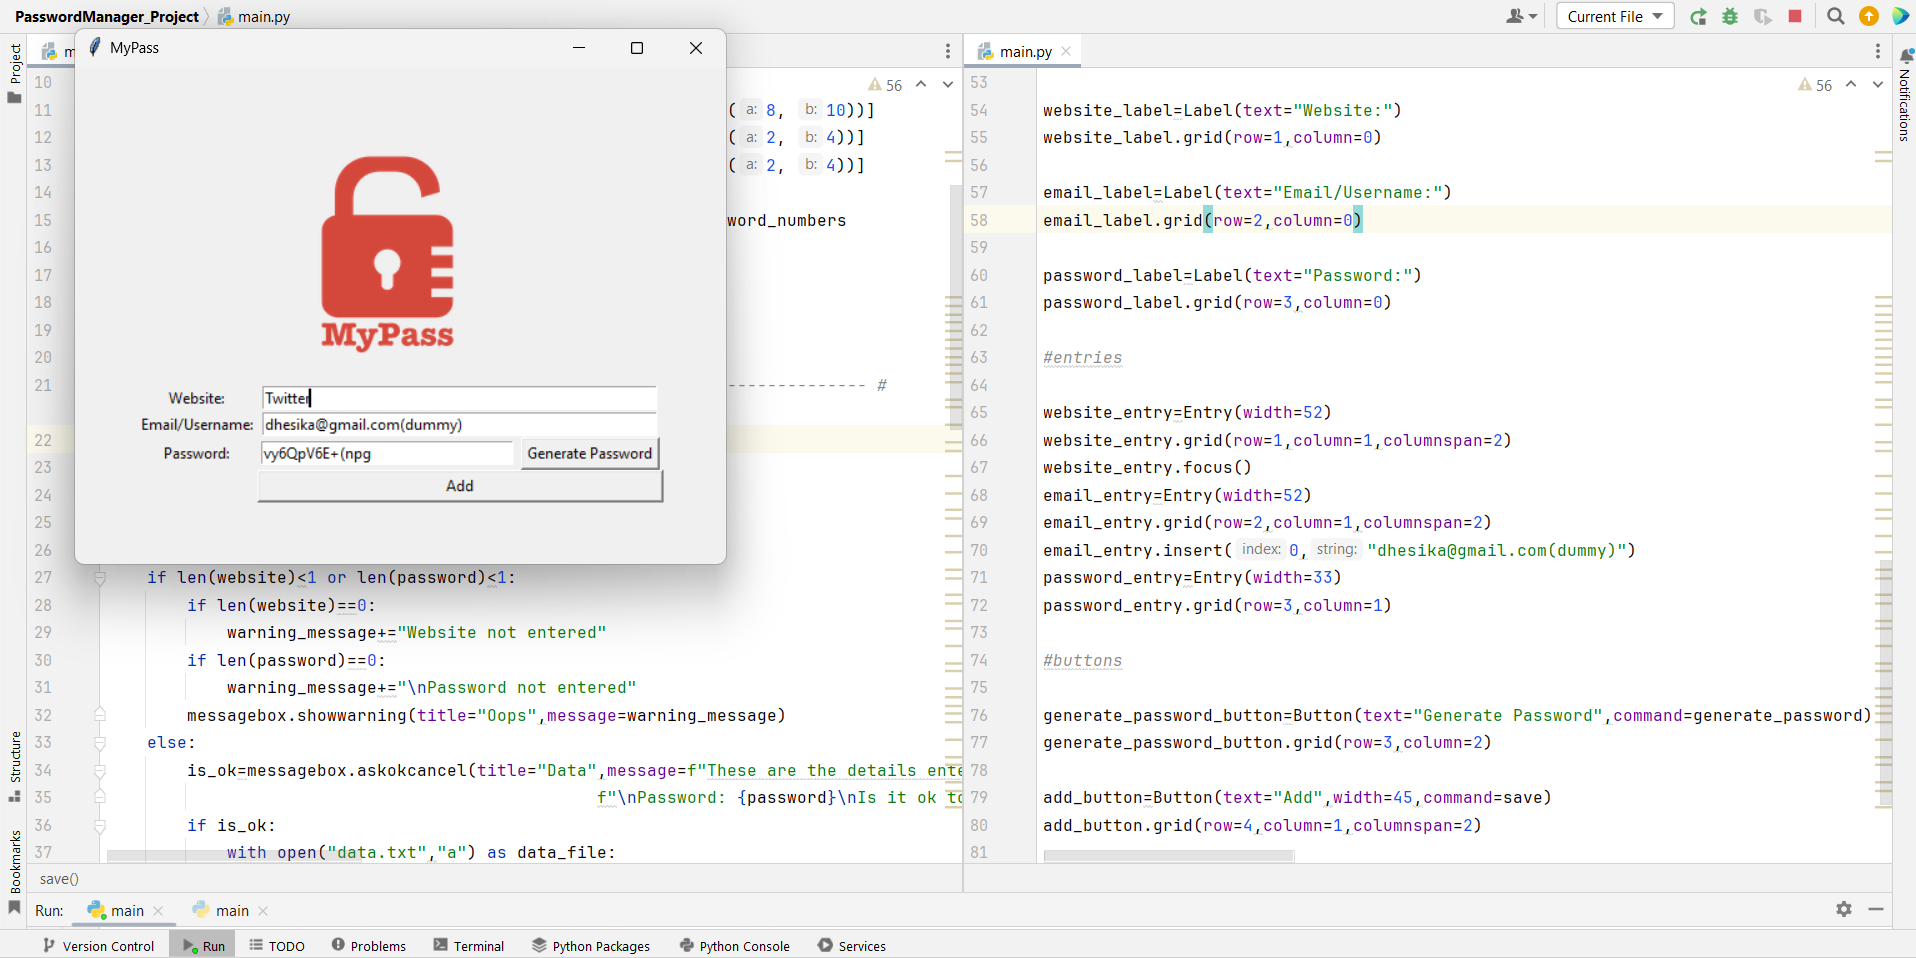 PasswordManager_Project main.py
Current File
Project
MyPass
MyPass
Website: Twitter
Email/Username: dhesika@gmail.com(dummy)
Password: vy6QpV6E+(npg Generate Password
Add
56
10
11 ( a: 8, b: 10))]
12 ( a: 2, b: 4))]
13 ( a: 2, b: 4))]
14
15 word_numbers
16
17
18
19
20
21 -------------- #
22
23
24
25
26
27 if len(website)<1 or len(password)<1:
28 if len(website)==0:
29 warning_message+="Website not entered"
30 if len(password)==0:
31 warning_message+="\nPassword not entered"
32 messagebox.showwarning(title="Oops",message=warning_message)
33 else:
34 is_ok=messagebox.askokcancel(title="Data",message=f"These are the details ente
35 f"\nPassword: {password}\nIs it ok to
36 if is_ok:
37 with open("data.txt","a") as data_file:
save()
main.py
56
53
54 website_label=Label(text="Website:")
55 website_label.grid(row=1,column=0)
56
57 email_label=Label(text="Email/Username:")
58 email_label.grid(row=2,column=0)
59
60 password_label=Label(text="Password:")
61 password_label.grid(row=3,column=0)
62
63 #entries
64
65 website_entry=Entry(width=52)
66 website_entry.grid(row=1,column=1,columnspan=2)
67 website_entry.focus()
68 email_entry=Entry(width=52)
69 email_entry.grid(row=2,column=1,columnspan=2)
70 email_entry.insert( index: 0, string: "dhesika@gmail.com(dummy)")
71 password_entry=Entry(width=33)
72 password_entry.grid(row=3,column=1)
73
74 #buttons
75
76 generate_password_button=Button(text="Generate Password",command=generate_password)
77 generate_password_button.grid(row=3,column=2)
78
79 add_button=Button(text="Add",width=45,command=save)
80 add_button.grid(row=4,column=1,columnspan=2)
81
Notifications
Structure
Bookmarks
Run: main main
Version Control Run TODO Problems Terminal Python Packages Python Console Services